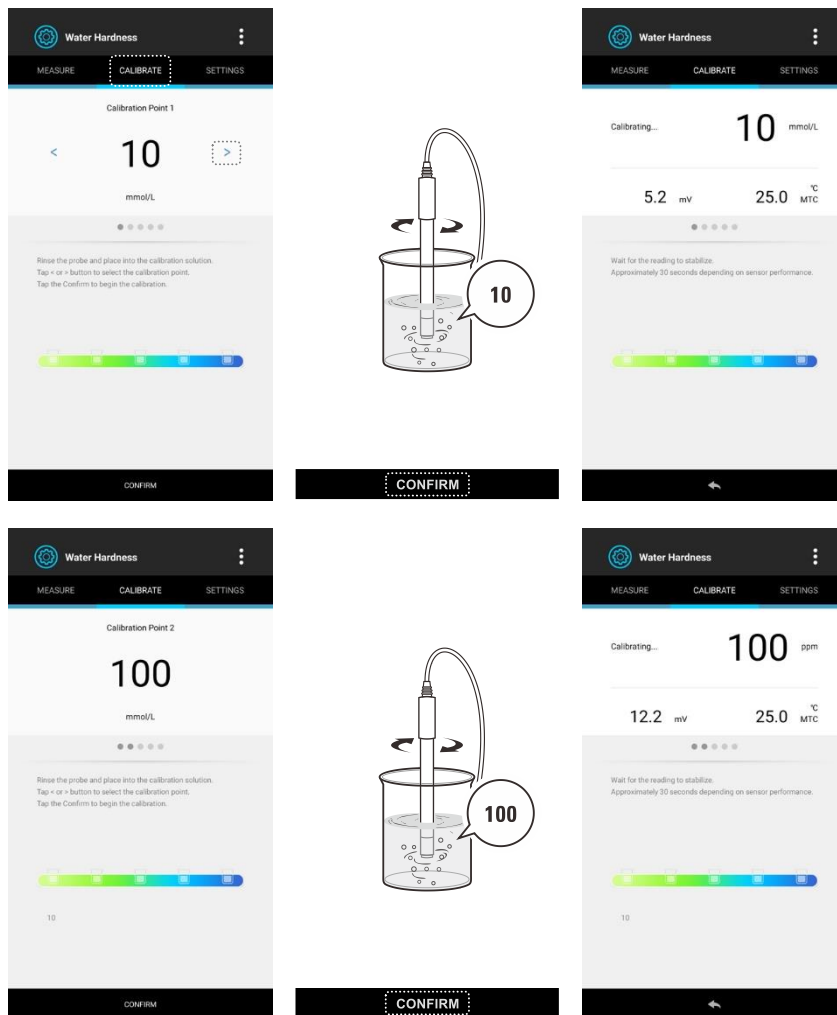 Water Hardness
MEASURE CALIBRATE SETTINGS
Calibration Point 1
< 10 >
mmol/L
Rinse the probe and place into the calibration solution.
Tap < or > button to select the calibration point.
Tap the Confirm to begin the calibration.
CONFIRM
10
CONFIRM
Water Hardness
MEASURE CALIBRATE SETTINGS
Calibrating... 10 mmol/L
5.2 mV 25.0 °C MTC
Wait for the reading to stabilize.
Approximately 30 seconds depending on sensor performance.
Water Hardness
MEASURE CALIBRATE SETTINGS
Calibration Point 2
100
mmol/L
Rinse the probe and place into the calibration solution.
Tap < or > button to select the calibration point.
Tap the Confirm to begin the calibration.
10
CONFIRM
100
CONFIRM
Water Hardness
MEASURE CALIBRATE SETTINGS
Calibrating... 100 ppm
12.2 mV 25.0 °C MTC
Wait for the reading to stabilize.
Approximately 30 seconds depending on sensor performance.
10